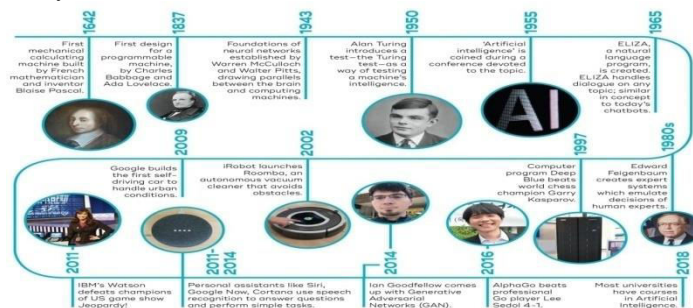 1642
1837
1943
1950
1955
1965
First
mechanical
calculating
machine built
by French
mathematician
and inventor
Blaise Pascal.
First design
for a
programmable
machine,
by Charles
Babbage and
Ada Lovelace.
Foundations of
neural networks
established by
Warren McCulloch
and Walter Pitts,
drawing parallels
between the brain
and computing
machines.
Alan Turing
introduces a
test—the Turing
test—as a
way of testing
a machine's
intelligence.
'Artificial
intelligence' is
coined during a
conference devoted
to the topic.
ELIZA,
a natural
language
program,
is created.
ELIZA handles
dialogue on any
topic; similar
in concept
to today's
chatbots.
AI
2009
2002
1997
1980s
Google builds
the first self-
driving car to
handle urban
conditions.
iRobot launches
Roomba, an
autonomous vacuum
cleaner that avoids
obstacles.
Computer
program Deep
Blue beats
world chess
champion Garry
Kasparov.
Edward
Feigenbaum
creates expert
systems
which emulate
decisions of
human experts.
2011
2011-
2014
2014
2016
2018
IBM's Watson
defeats champions
of US game show
Jeopardy!
Personal assistants like Siri,
Google Now, Cortana use speech
recognition to answer questions
and perform simple tasks.
Ian Goodfellow comes
up with Generative
Adversarial
Networks (GAN).
AlphaGo beats
professional
Go player Lee
Sedol 4-1.
Most universities
have courses
in Artificial
Intelligence.